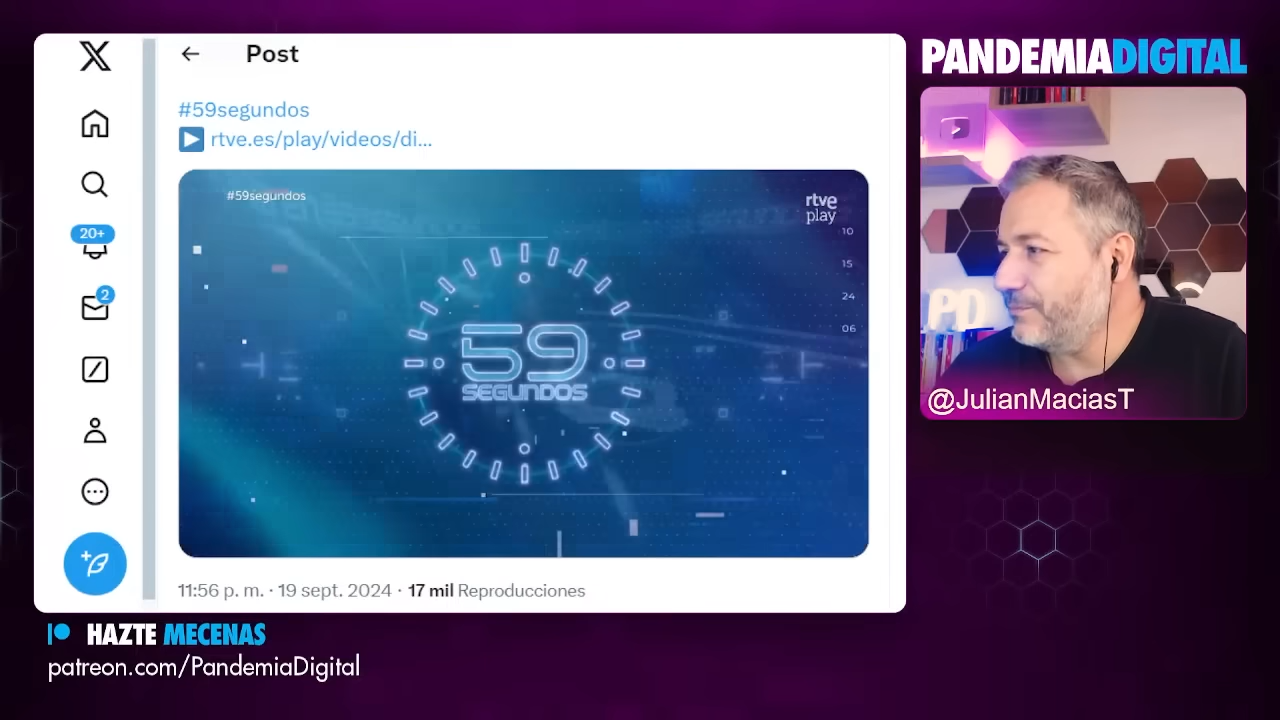 Post
#59segundos
rtve.es/play/videos/di...
#59segundos
rtve
play
10
15
24
06
59
SEGUNDOS
11:56 p. m. · 19 sept. 2024 · 17 mil Reproducciones
20+
2
PANDEMIADIGITAL
PD
@JulianMaciasT
HAZTE MECENAS
patreon.com/PandemiaDigital